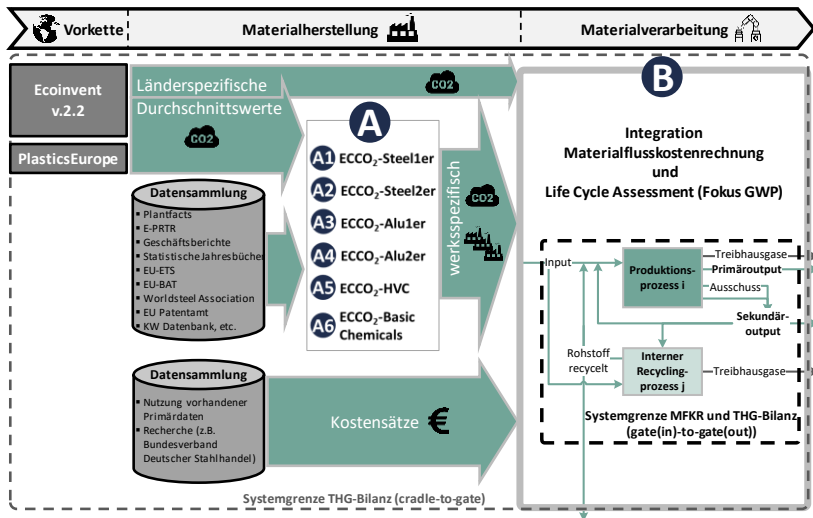 Vorkette
Materialherstellung
Materialverarbeitung
Ecoinvent
v.2.2
PlasticsEurope
Länderspezifische
Durchschnittswerte
CO2
CO2
Datensammlung
▪ Plantfacts
▪ E-PRTR
▪ Geschäftsberichte
▪ Statistische Jahresbücher
▪ EU-ETS
▪ EU-BAT
▪ Worldsteel Association
▪ EU Patentamt
▪ KW Datenbank, etc.
A
A1 ECCO₂-Steel1er
A2 ECCO₂-Steel2er
A3 ECCO₂-Alu1er
A4 ECCO₂-Alu2er
A5 ECCO₂-HVC
A6 ECCO₂-Basic
Chemicals
werksspezifisch
CO2
Datensammlung
▪ Nutzung vorhandener
Primärdaten
▪ Recherche (z.B.
Bundesverband
Deutscher Stahlhandel)
Kostensätze €
B
Integration
Materialflusskostenrechnung
und
Life Cycle Assessment (Fokus GWP)
Input
Produktions-
prozess i
Treibhausgase
Primäroutput
Ausschuss
Sekundär-
output
Rohstoff
recycelt
Interner
Recycling-
prozess j
Treibhausgase
Systemgrenze MFKR und THG-Bilanz
(gate(in)-to-gate(out))
Systemgrenze THG-Bilanz (cradle-to-gate)